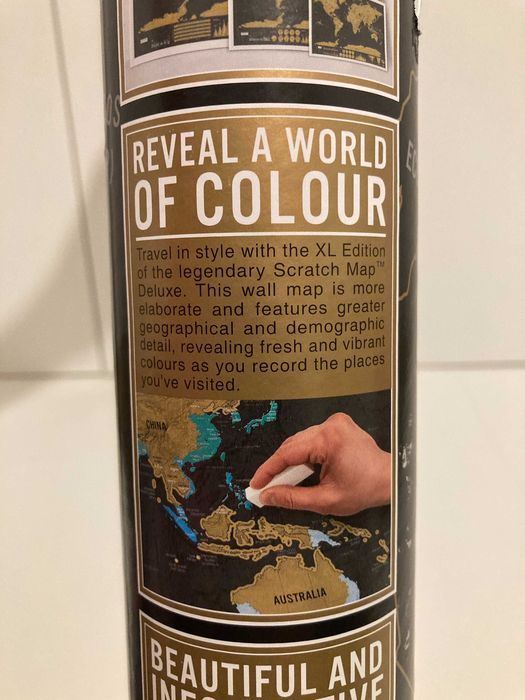 REVEAL A WORLD
OF COLOUR
Travel in style with the XL Edition
of the legendary Scratch Map™
Deluxe. This wall map is more
elaborate and features greater
geographical and demographic
detail, revealing fresh and vibrant
colours as you record the places
you've visited.
CHINA
AUSTRALIA
BEAUTIFUL AND